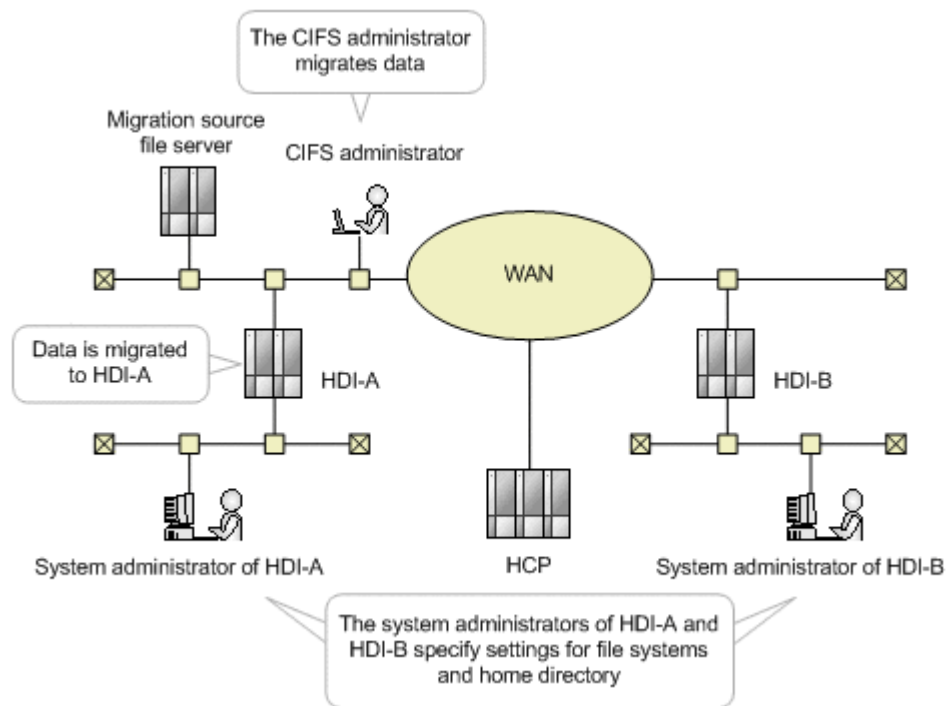 The CIFS administrator
migrates data
Migration source
file server
CIFS administrator
WAN
Data is migrated
to HDI-A
HDI-A
HDI-B
System administrator of HDI-A
HCP
System administrator of HDI-B
The system administrators of HDI-A and
HDI-B specify settings for file systems
and home directory